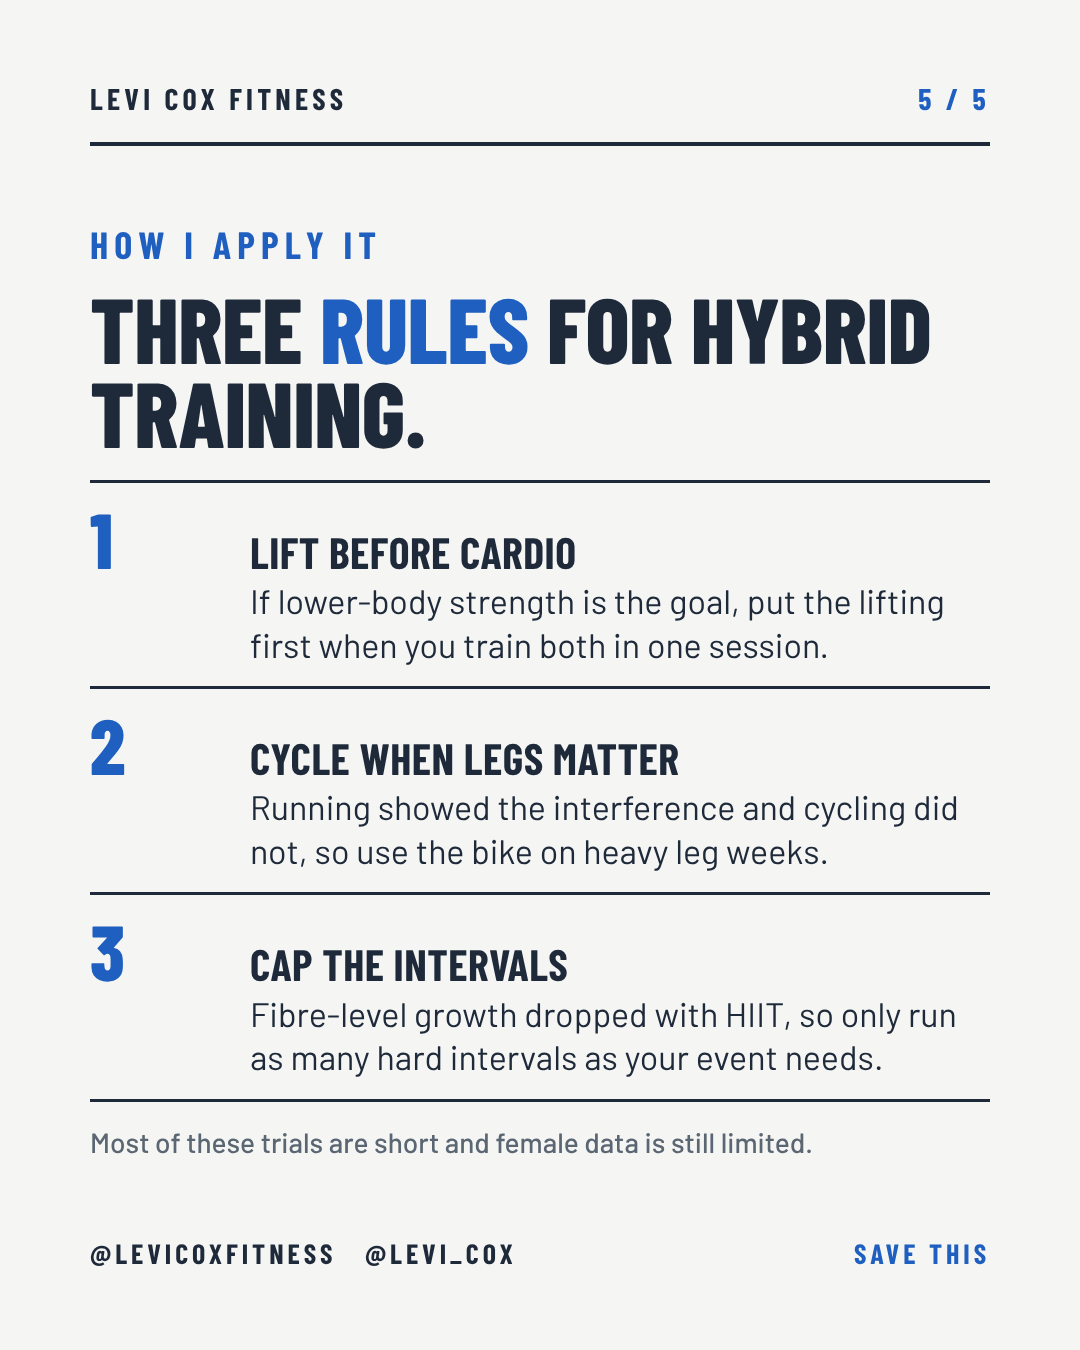 LEVI COX FITNESS
5 / 5
HOW I APPLY IT
THREE RULES FOR HYBRID
TRAINING.
1
LIFT BEFORE CARDIO
If lower-body strength is the goal, put the lifting
first when you train both in one session.
2
CYCLE WHEN LEGS MATTER
Running showed the interference and cycling did
not, so use the bike on heavy leg weeks.
3
CAP THE INTERVALS
Fibre-level growth dropped with HIIT, so only run
as many hard intervals as your event needs.
Most of these trials are short and female data is still limited.
@LEVICOXFITNESS @LEVI_COX
SAVE THIS